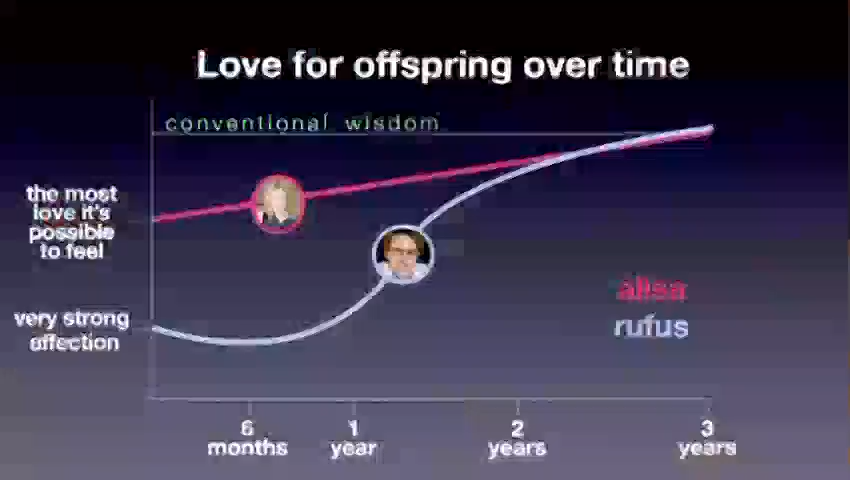 Love for offspring over time
conventional wisdom
the most
love it's
possible
to feel
very strong
affection
alisa
rufus
6
months
1
year
2
years
3
years